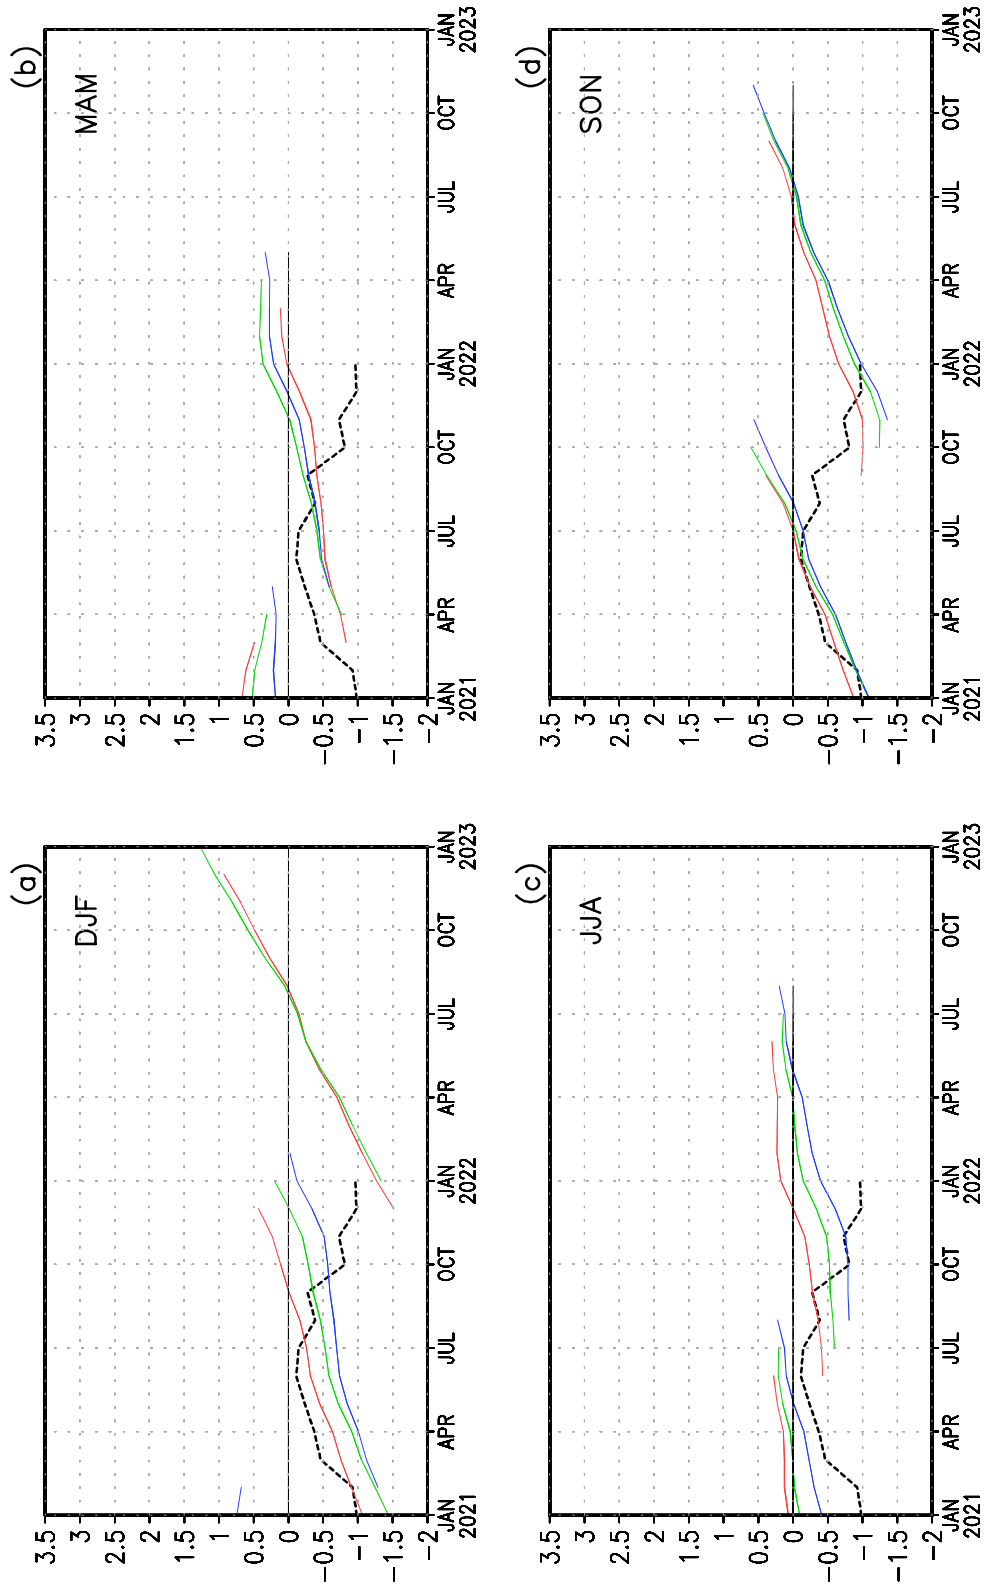 (a)
DJF
3.5
3
2.5
2
1.5
1
0.5
0
−0.5
−1
−1.5
−2
JAN
2021
APR
JUL
OCT
JAN
2022
APR
JUL
OCT
JAN
2023
(b)
MAM
3.5
3
2.5
2
1.5
1
0.5
0
−0.5
−1
−1.5
−2
JAN
2021
APR
JUL
OCT
JAN
2022
APR
JUL
OCT
JAN
2023
(c)
JJA
3.5
3
2.5
2
1.5
1
0.5
0
−0.5
−1
−1.5
−2
JAN
2021
APR
JUL
OCT
JAN
2022
APR
JUL
OCT
JAN
2023
(d)
SON
3.5
3
2.5
2
1.5
1
0.5
0
−0.5
−1
−1.5
−2
JAN
2021
APR
JUL
OCT
JAN
2022
APR
JUL
OCT
JAN
2023